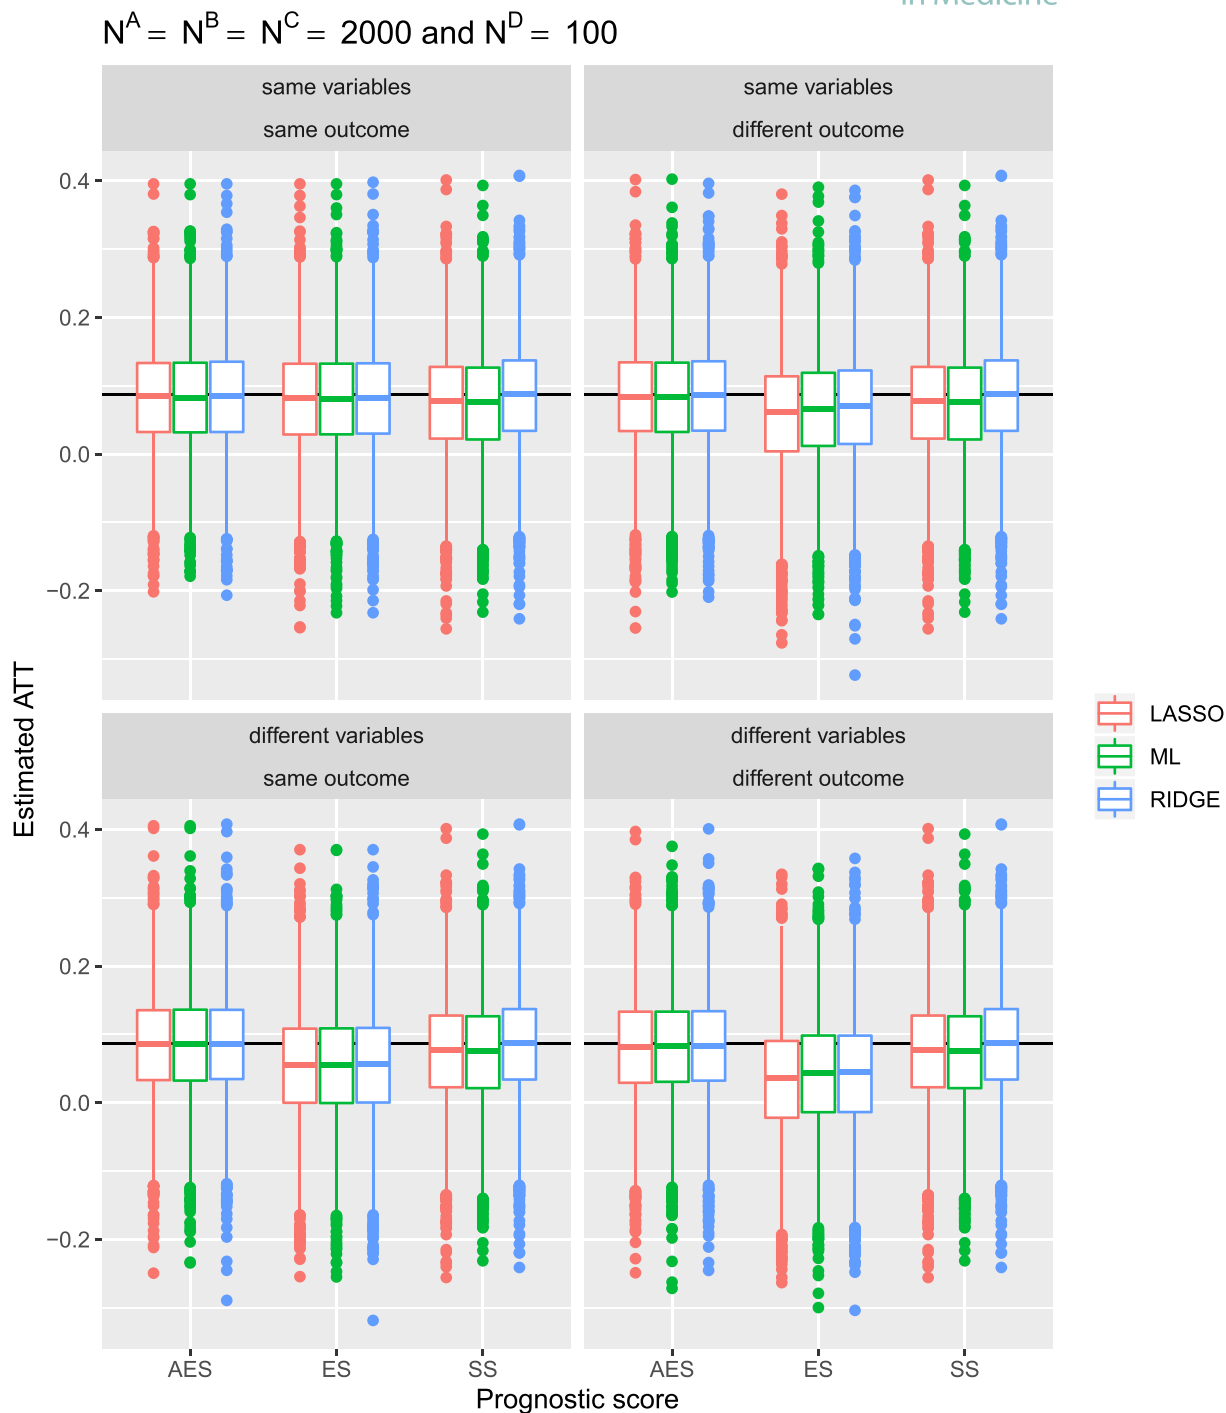 in Medicine
N^A = N^B = N^C = 2000 and N^D = 100
same variables
same outcome
same variables
different outcome
0.4
0.2
0.0
−0.2
different variables
same outcome
different variables
different outcome
0.4
0.2
0.0
−0.2
Estimated ATT
AES ES SS
AES ES SS
Prognostic score
LASSO
ML
RIDGE